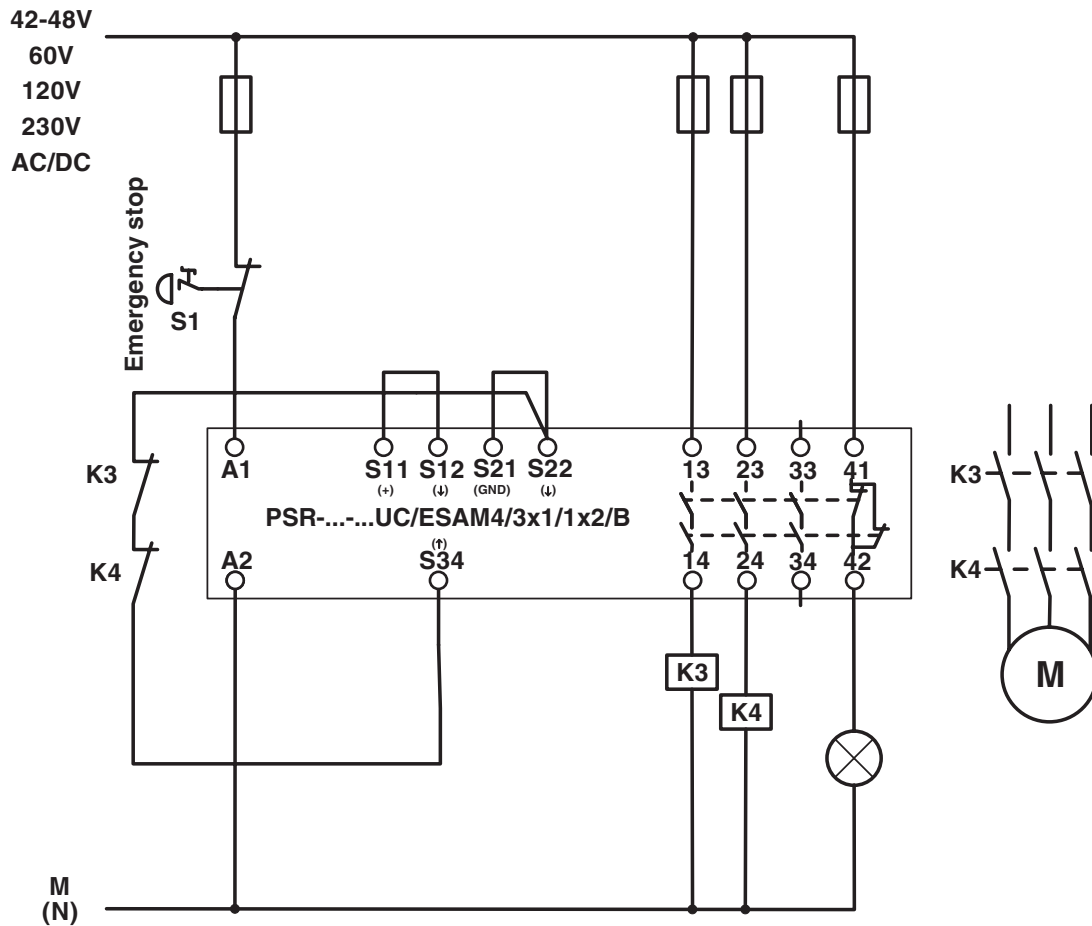 42-48V
60V
120V
230V
AC/DC
Emergency stop
S1
K3
K4
A1
S11
(+)
S12
(↓)
S21
(GND)
S22
(↓)
13
23
33
41
PSR-...-...UC/ESAM4/3x1/1x2/B
A2
(↑)
S34
14
24
34
42
K3
K4
K3
K4
M
M
(N)